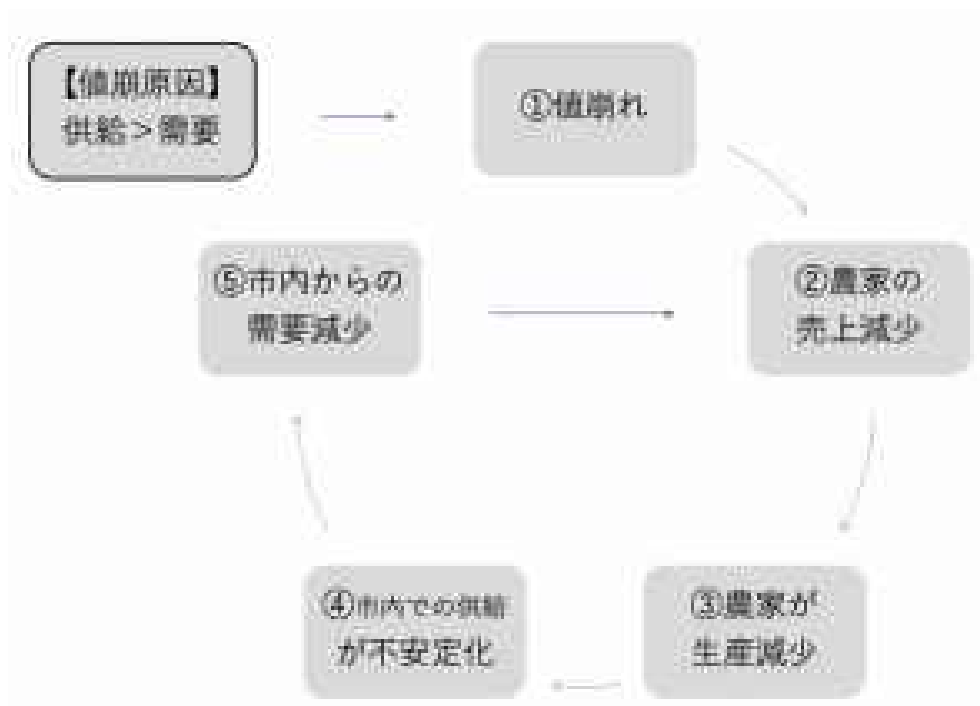 【値崩原因】
供給＞需要
①値崩れ
②農家の
売上減少
③農家が
生産減少
④市内での供給
が不安定化
⑤市内からの
需要減少